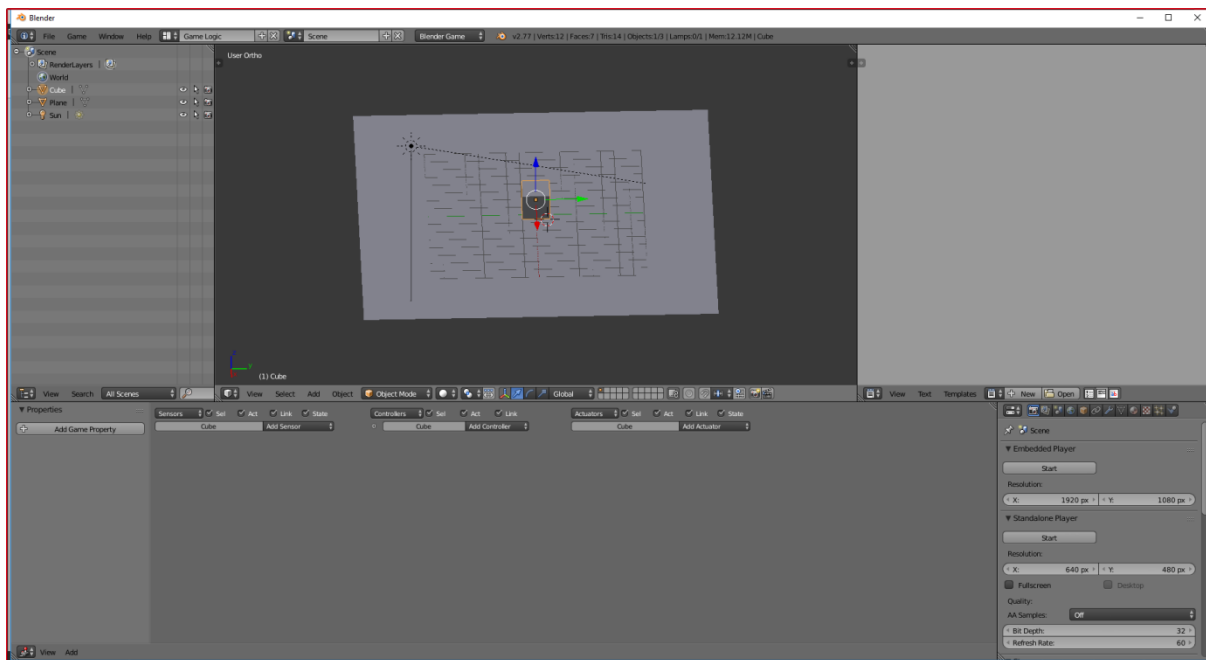 Blender
File Game Window Help Game Logic Scene Blender Game v2.77 | Verts:12 | Faces:7 | Tris:14 | Objects:1/3 | Lamps:0/1 | Mem:12.12M | Cube
Scene
RenderLayers |
World
Cube |
Plane |
Sun |
User Ortho
(1) Cube
View Search All Scenes
View Select Add Object Object Mode Global
View Text Templates New Open
Properties
Add Game Property
Sensors Sel Act Link State
Cube Add Sensor
Controllers Sel Act Link
Cube Add Controller
Actuators Sel Act Link State
Cube Add Actuator
Scene
Embedded Player
Start
Resolution:
X: 1920 px Y: 1080 px
Standalone Player
Start
Resolution:
X: 640 px Y: 480 px
Fullscreen Desktop
Quality:
AA Samples: Off
Bit Depth: 32
Refresh Rate: 60
View Add